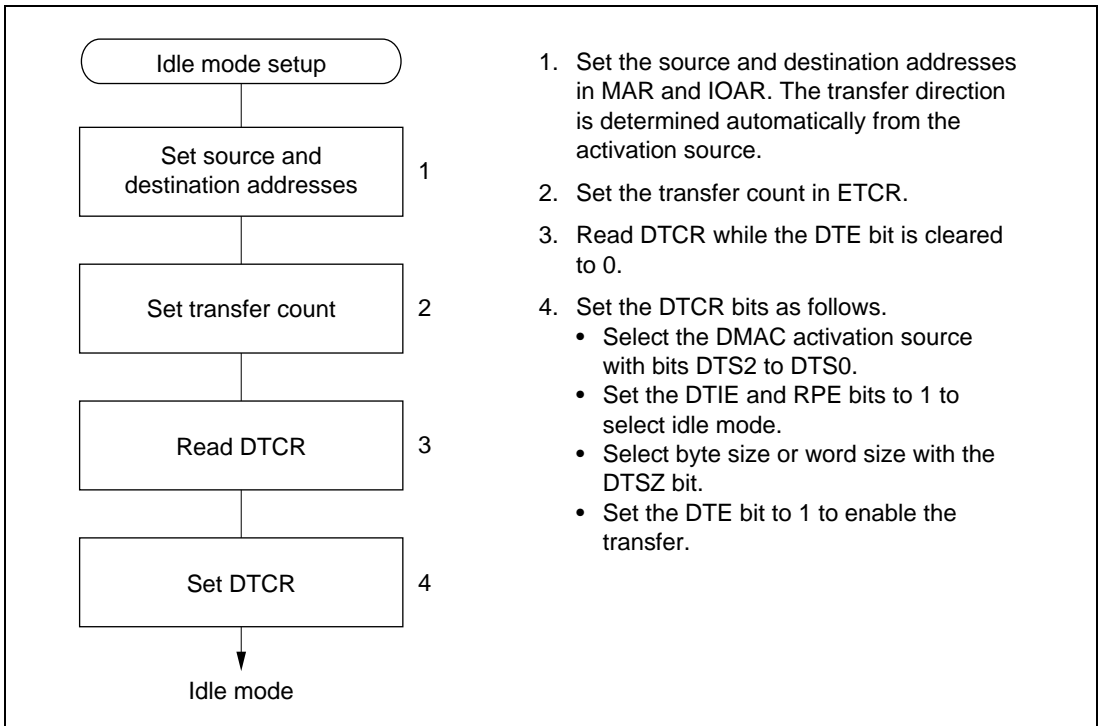 Idle mode setup
Set source and
destination addresses
1
Set transfer count
2
Read DTCR
3
Set DTCR
4
Idle mode
1. Set the source and destination addresses
in MAR and IOAR. The transfer direction
is determined automatically from the
activation source.
2. Set the transfer count in ETCR.
3. Read DTCR while the DTE bit is cleared
to 0.
4. Set the DTCR bits as follows.
• Select the DMAC activation source
with bits DTS2 to DTS0.
• Set the DTIE and RPE bits to 1 to
select idle mode.
• Select byte size or word size with the
DTSZ bit.
• Set the DTE bit to 1 to enable the
transfer.